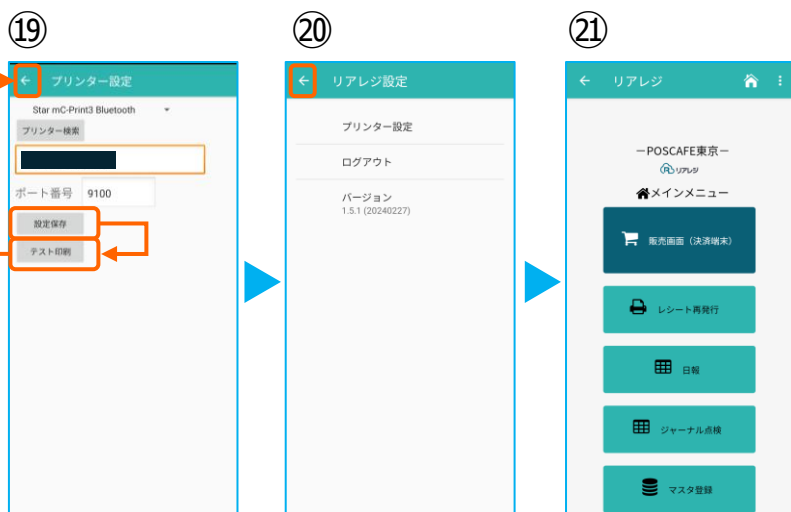 ⑲
← プリンター設定
Star mC-Print3 Bluetooth
プリンター検索
ポート番号 9100
設定保存
テスト印刷
⑳
← リアレジ設定
プリンター設定
ログアウト
バージョン
1.5.1 (20240227)
㉑
← リアレジ
－POSCAFE東京－
R リアレジ
メインメニュー
販売画面（決済端末）
レシート再発行
日報
ジャーナル点検
マスタ登録